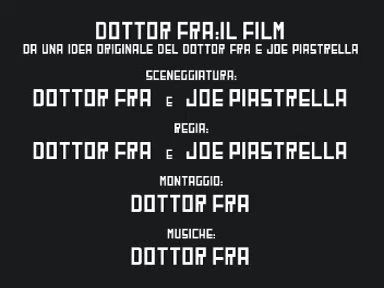 DOTTOR FRA:IL FILM
DA UNA IDEA ORIGINALE DEL DOTTOR FRA E JOE PIASTRELLA
SCENEGGIATURA:
DOTTOR FRA E JOE PIASTRELLA
REGIA:
DOTTOR FRA E JOE PIASTRELLA
MONTAGGIO:
DOTTOR FRA
MUSICHE:
DOTTOR FRA